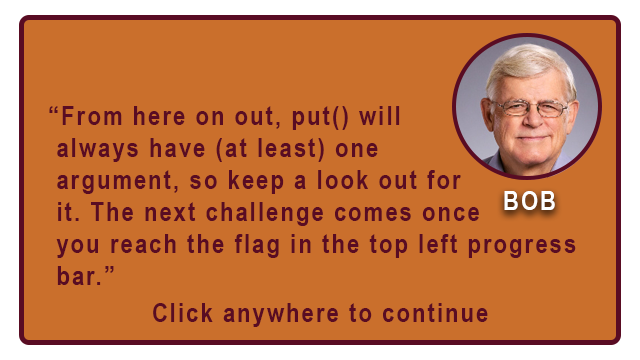 “From here on out, put() will
always have (at least) one
argument, so keep a look out for
it. The next challenge comes once
you reach the flag in the top left progress
bar.”
BOB
Click anywhere to continue